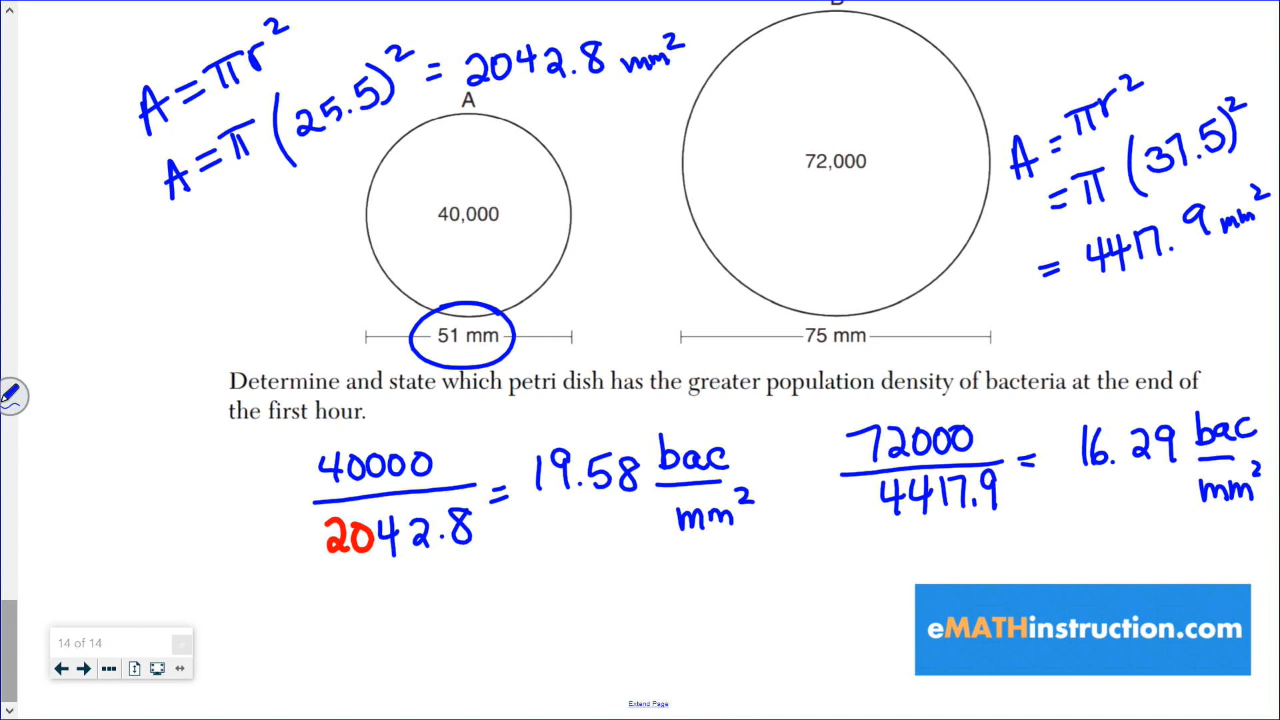 A = πr²
A = π(25.5)² = 2042.8 mm²
A
40,000
51 mm
72,000
75 mm
A = πr²
= π(37.5)²
= 4417.9 mm²
Determine and state which petri dish has the greater population density of bacteria at the end of
the first hour.
40000
2042.8
= 19.58 bac
mm²
72000
4417.9
= 16.29 bac
mm²
eMATHinstruction.com
14 of 14
Extend Page